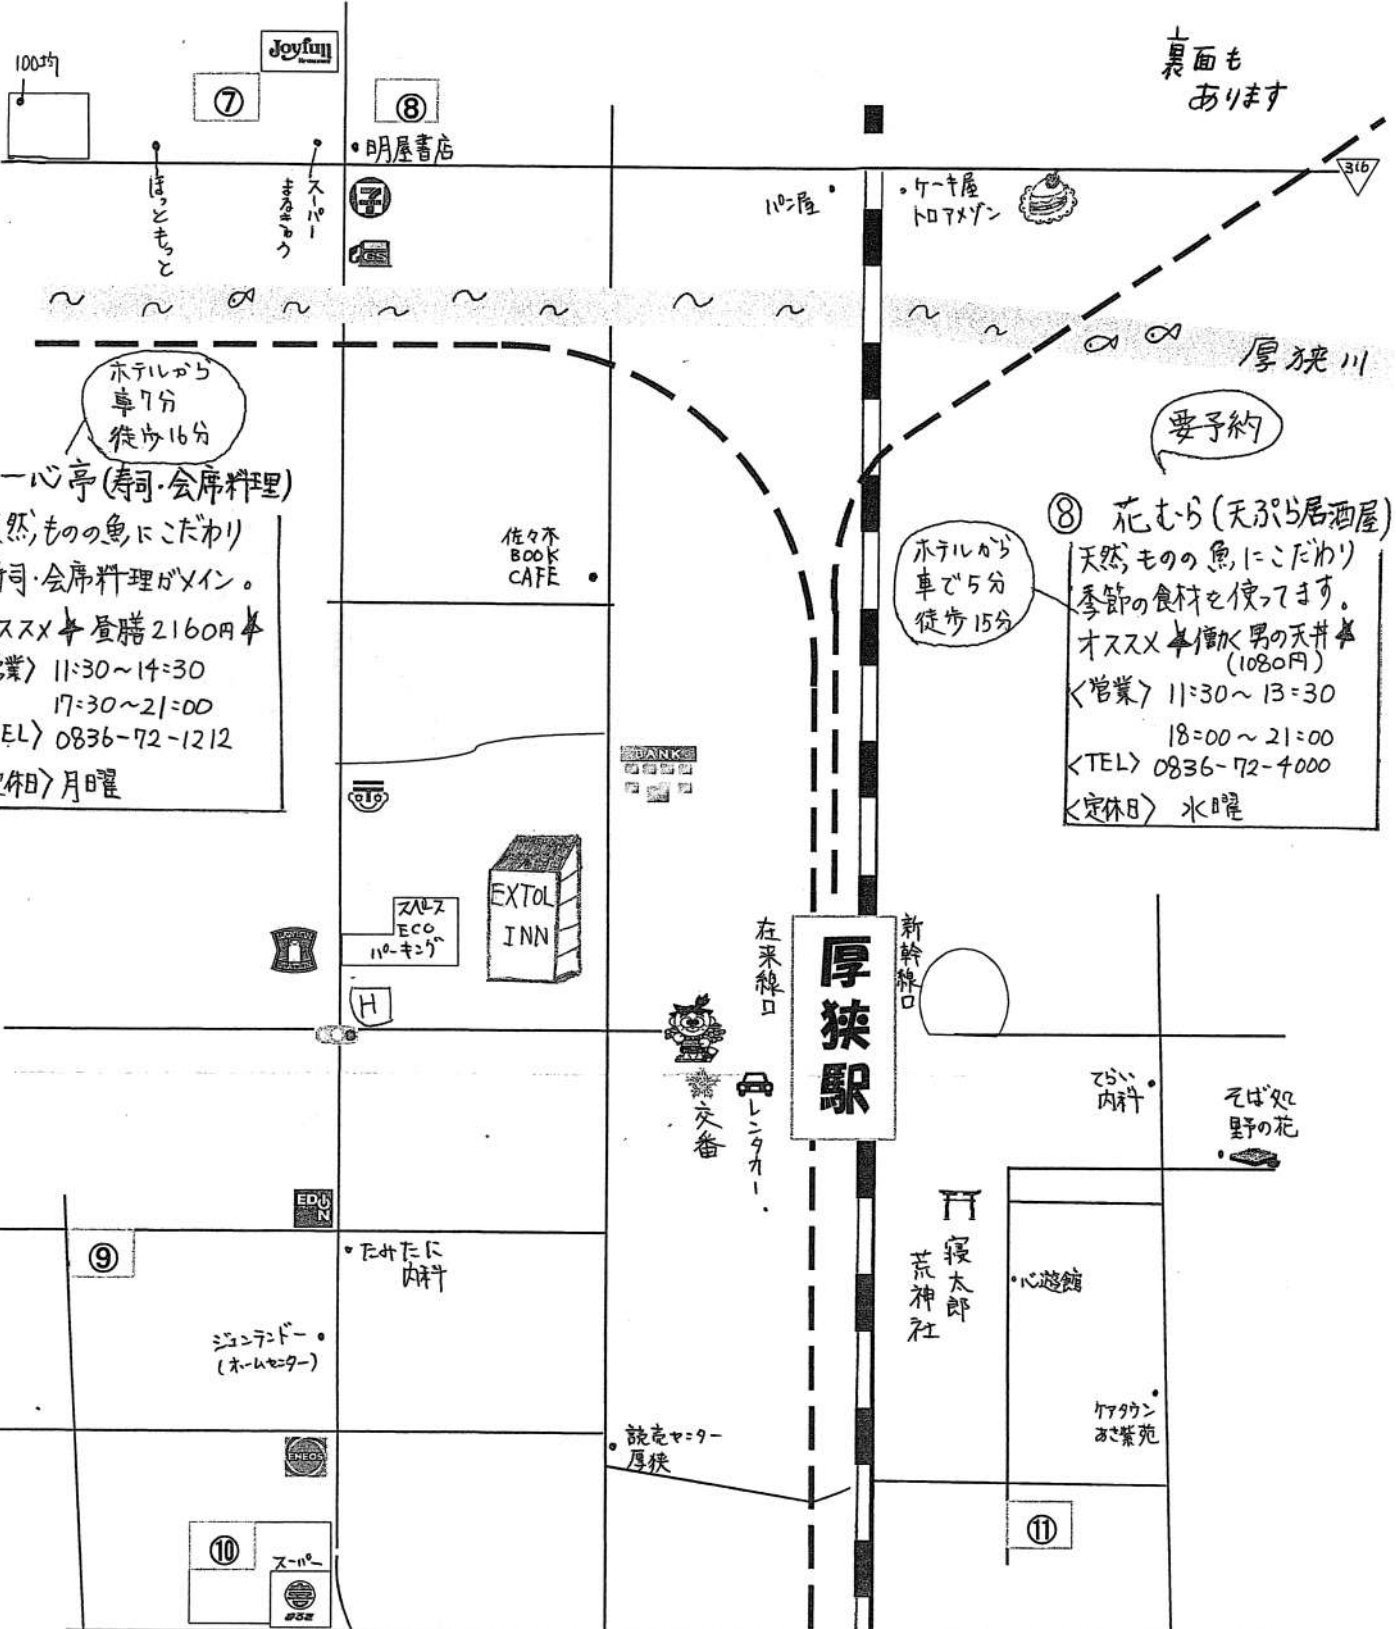 100均
Joyfull
Restaurant
⑦
⑧
裏面も
あります
・明屋書店
ほっともっと
スーパー
まるきゅう
GS
パン屋
ケーキ屋
トロアメゾン
316
厚狭川
ホテルから
車7分
徒歩16分
一心亭(寿司・会席料理)
然ものの魚にこだわり
司・会席料理がメイン。
ススメ★昼膳2160円★
業〉11:30~14:30
17:30~21:00
EL〉0836-72-1212
休日〉月曜
佐々木
BOOK
CAFE
要予約
⑧ 花むら(天ぷら居酒屋)
ホテルから
車で5分
徒歩15分
天然ものの魚にこだわり
季節の食材を使ってます。
オススメ★働く男の天丼★
(1080円)
〈営業〉11:30~13:30
18:00~21:00
〈TEL〉0836-72-4000
〈定休日〉水曜
BANK
EXTOL
INN
スペース
ECO
パーキング
H
在来線口
厚狭駅
新幹線口
交番
レンタカー
てらい
内科
そば処
野の花
EDION
⑨
たみたに
内科
寝太郎
荒神社
心遊館
ジュンテンドー
(ホームセンター)
ケアタウン
あさ紫苑
ENEOS
読売センター
厚狭
⑩
スーパー
⑪